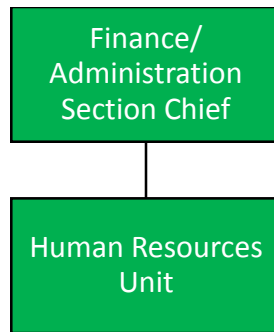 Finance/
Administration
Section Chief
Human Resources
Unit